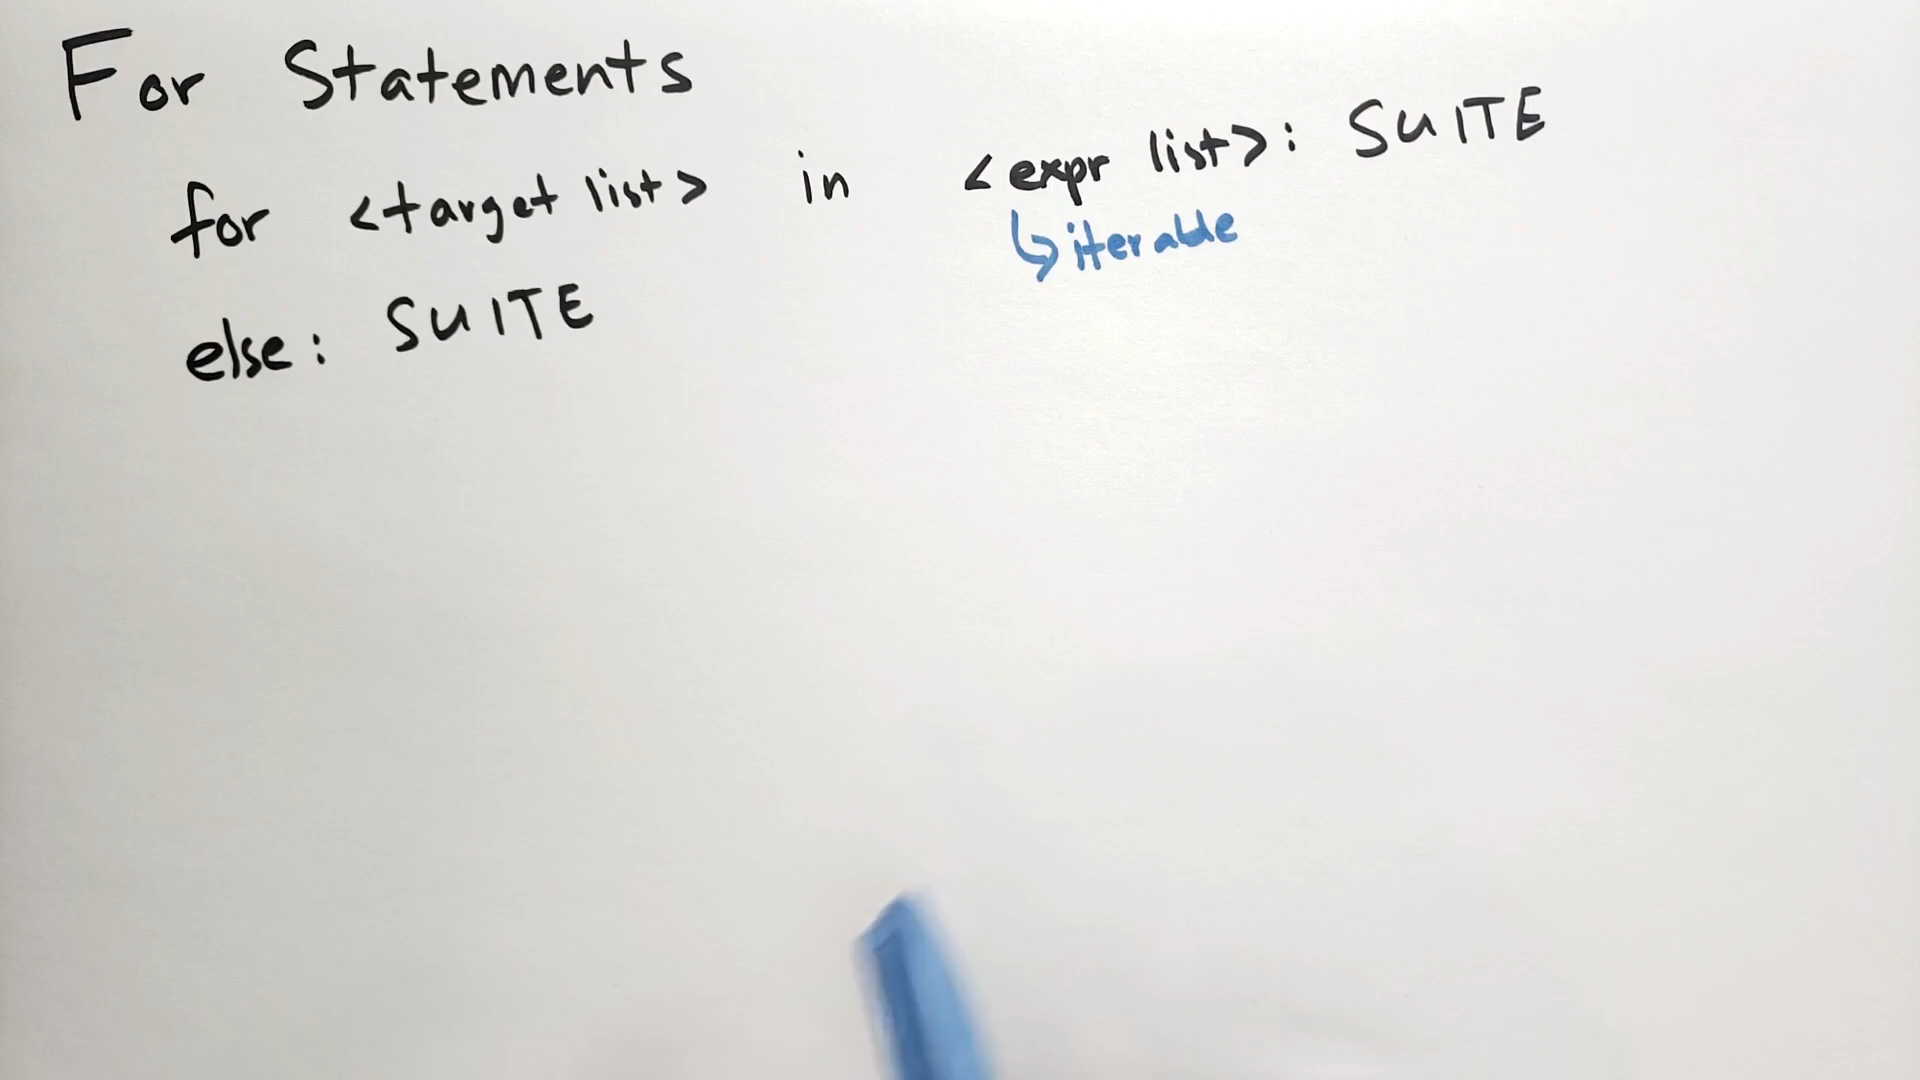 For Statements
for <target list> in <expr list>: SUITE
↳ iterable
else: SUITE